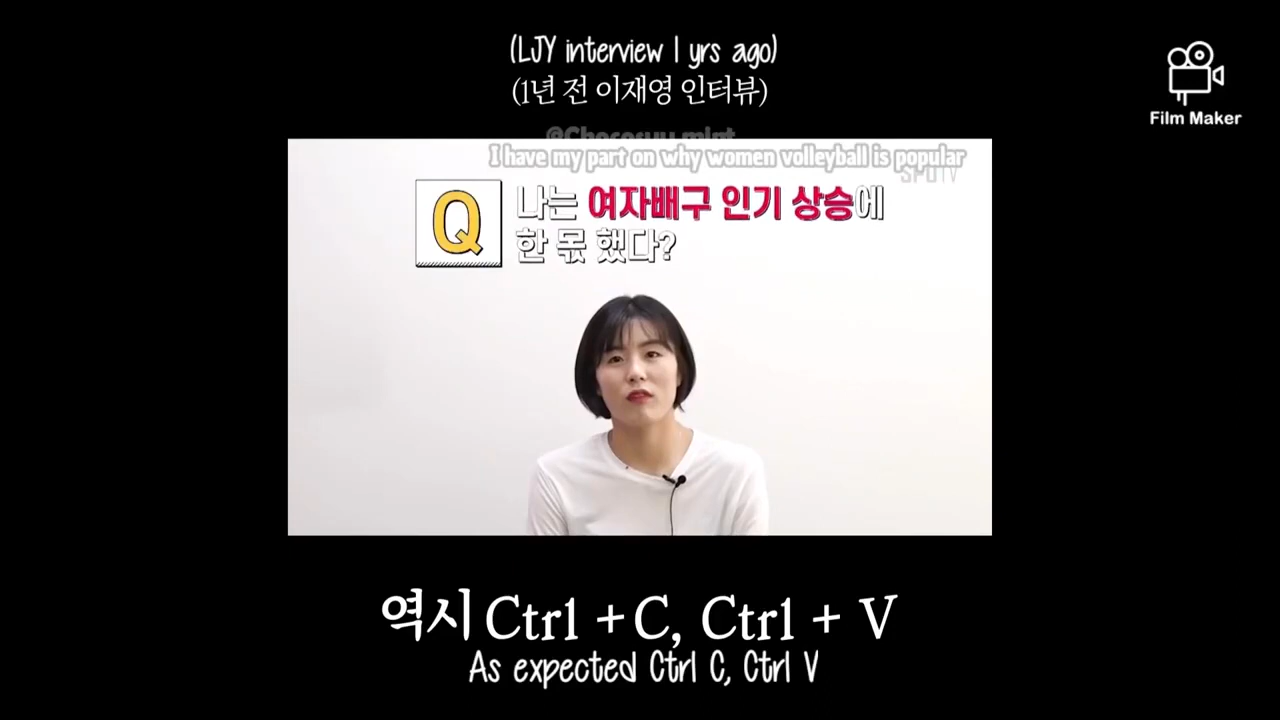 (LJY interview 1 yrs ago)
(1년 전 이재영 인터뷰)
Film Maker
I have my part on why women volleyball is popular
SPOTV
Q 나는 여자배구 인기 상승에
한 몫 했다?
역시 Ctrl + C, Ctrl + V
As expected Ctrl C, Ctrl V